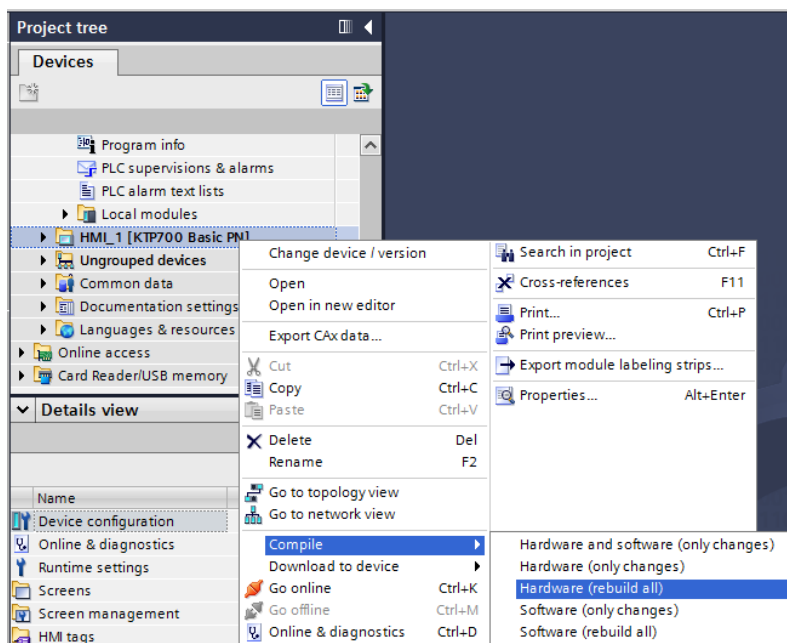 Project tree
Devices
Program info
PLC supervisions & alarms
PLC alarm text lists
Local modules
HMI_1 [KTP700 Basic PN]
Ungrouped devices
Common data
Documentation settings
Languages & resources
Online access
Card Reader/USB memory
Details view
Name
Device configuration
Online & diagnostics
Runtime settings
Screens
Screen management
HMI tags
Change device / version
Open
Open in new editor
Export CAx data...
Cut Ctrl+X
Copy Ctrl+C
Paste Ctrl+V
Delete Del
Rename F2
Go to topology view
Go to network view
Compile
Download to device
Go online Ctrl+K
Go offline Ctrl+M
Online & diagnostics Ctrl+D
Search in project Ctrl+F
Cross-references F11
Print... Ctrl+P
Print preview...
Export module labeling strips...
Properties... Alt+Enter
Hardware and software (only changes)
Hardware (only changes)
Hardware (rebuild all)
Software (only changes)
Software (rebuild all)